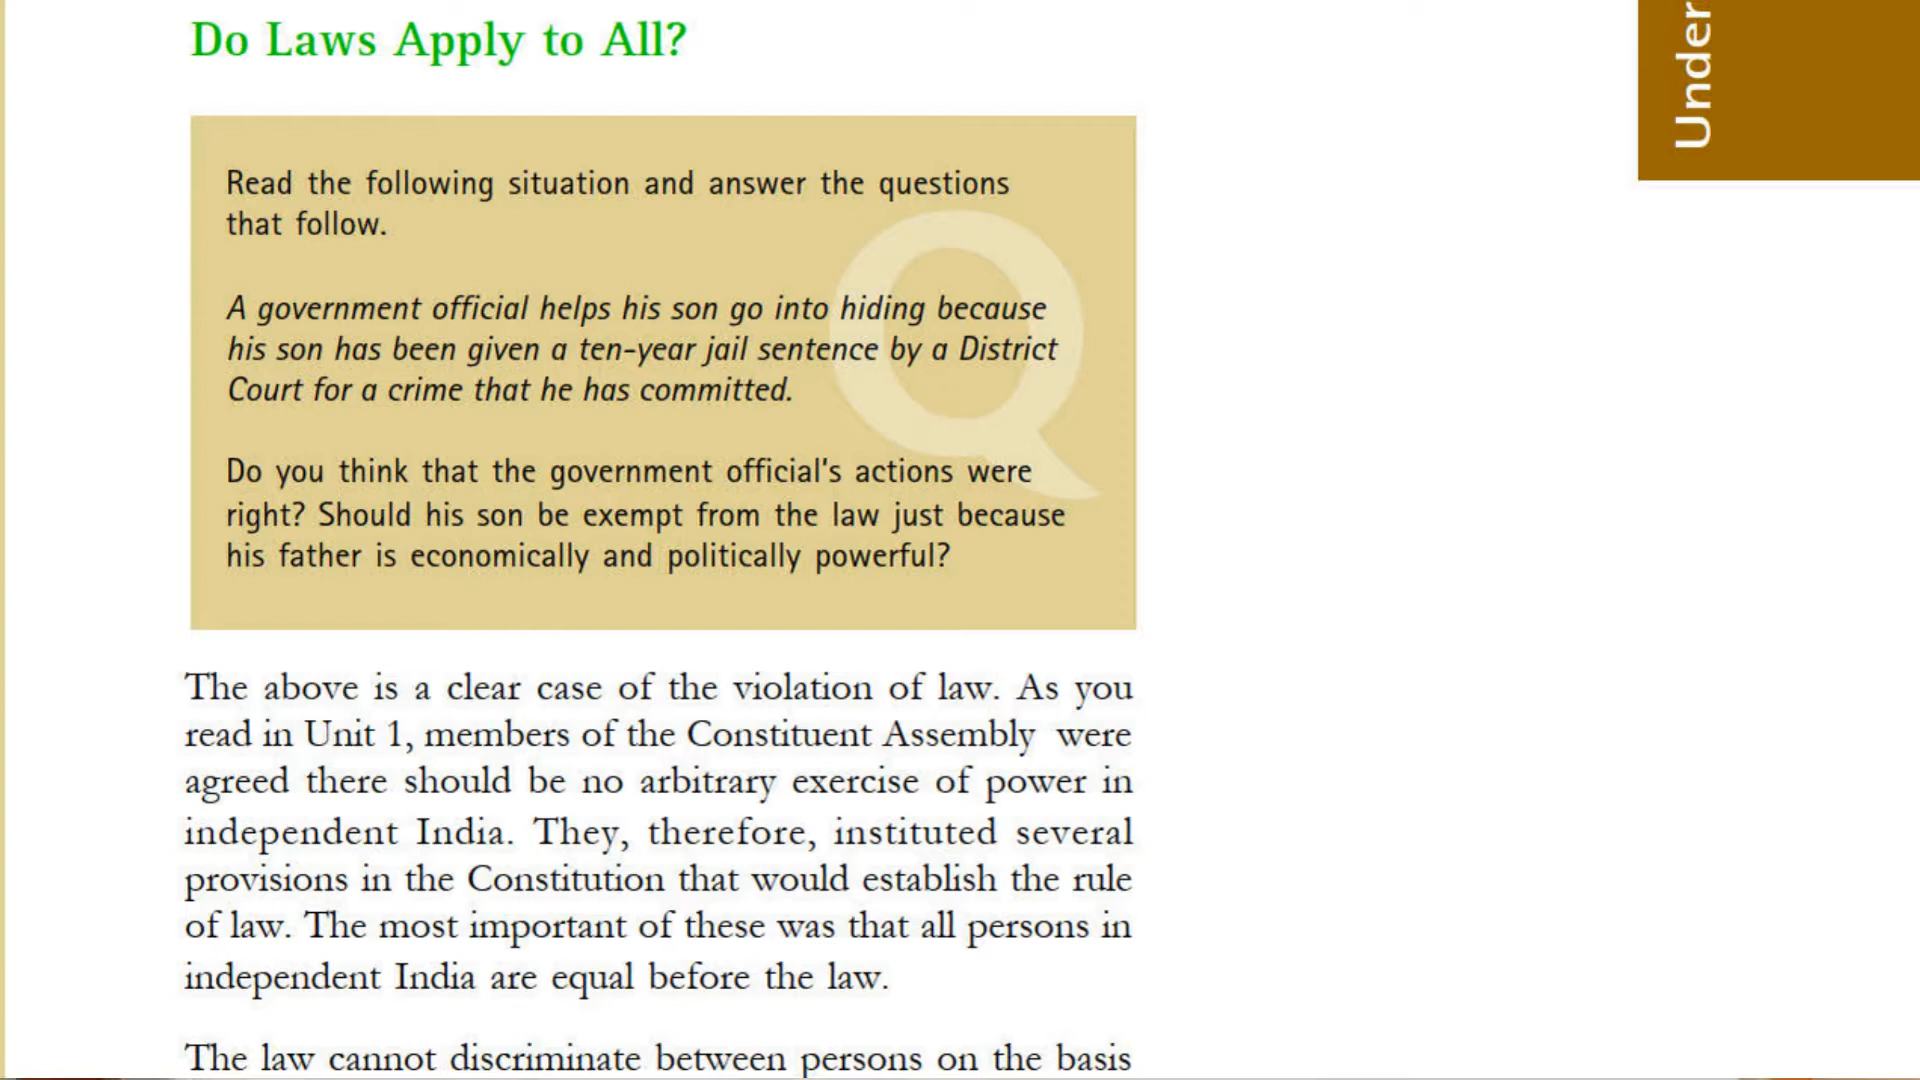 Do Laws Apply to All?
Under
Read the following situation and answer the questions
that follow.
A government official helps his son go into hiding because
his son has been given a ten-year jail sentence by a District
Court for a crime that he has committed.
Do you think that the government official's actions were
right? Should his son be exempt from the law just because
his father is economically and politically powerful?
Q
The above is a clear case of the violation of law. As you
read in Unit 1, members of the Constituent Assembly were
agreed there should be no arbitrary exercise of power in
independent India. They, therefore, instituted several
provisions in the Constitution that would establish the rule
of law. The most important of these was that all persons in
independent India are equal before the law.
The law cannot discriminate between persons on the basis